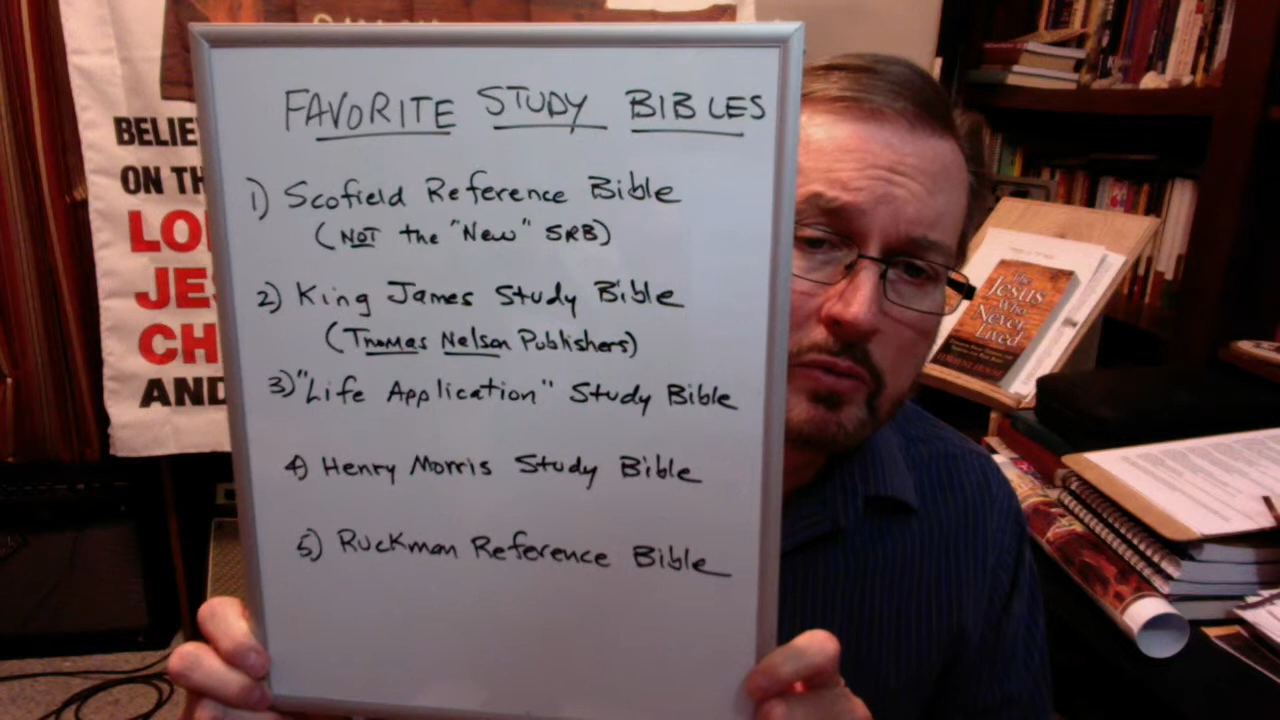 FAVORITE STUDY BIBLES
1) Scofield Reference Bible
(NOT the "New" SRB)
2) King James Study Bible
(Thomas Nelson Publishers)
3) "Life Application" Study Bible
4) Henry Morris Study Bible
5) Ruckman Reference Bible
BELIE
ON TH
LO
JES
CH
AND
The
Jesus
Who
Never
Lived